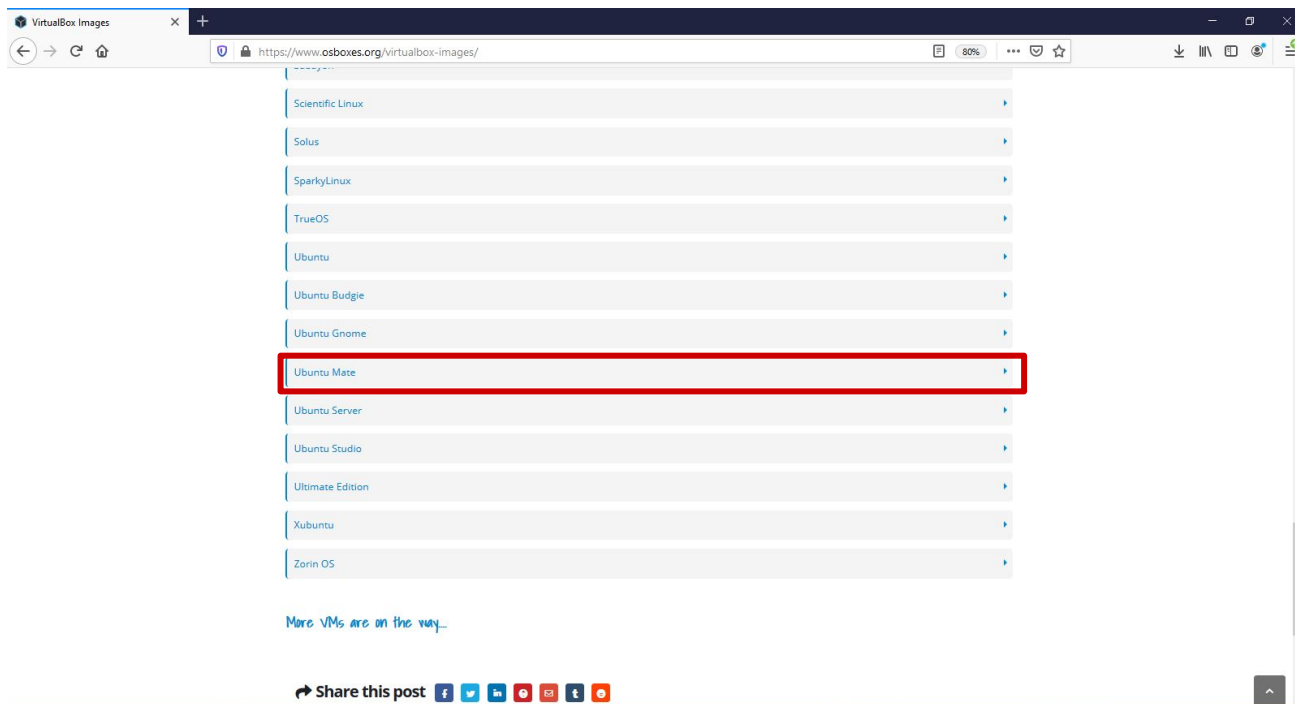 VirtualBox Images
https://www.osboxes.org/virtualbox-images/
80%
Scientific Linux
Solus
SparkyLinux
TrueOS
Ubuntu
Ubuntu Budgie
Ubuntu Gnome
Ubuntu Mate
Ubuntu Server
Ubuntu Studio
Ultimate Edition
Xubuntu
Zorin OS
More VMs are on the way...
Share this post